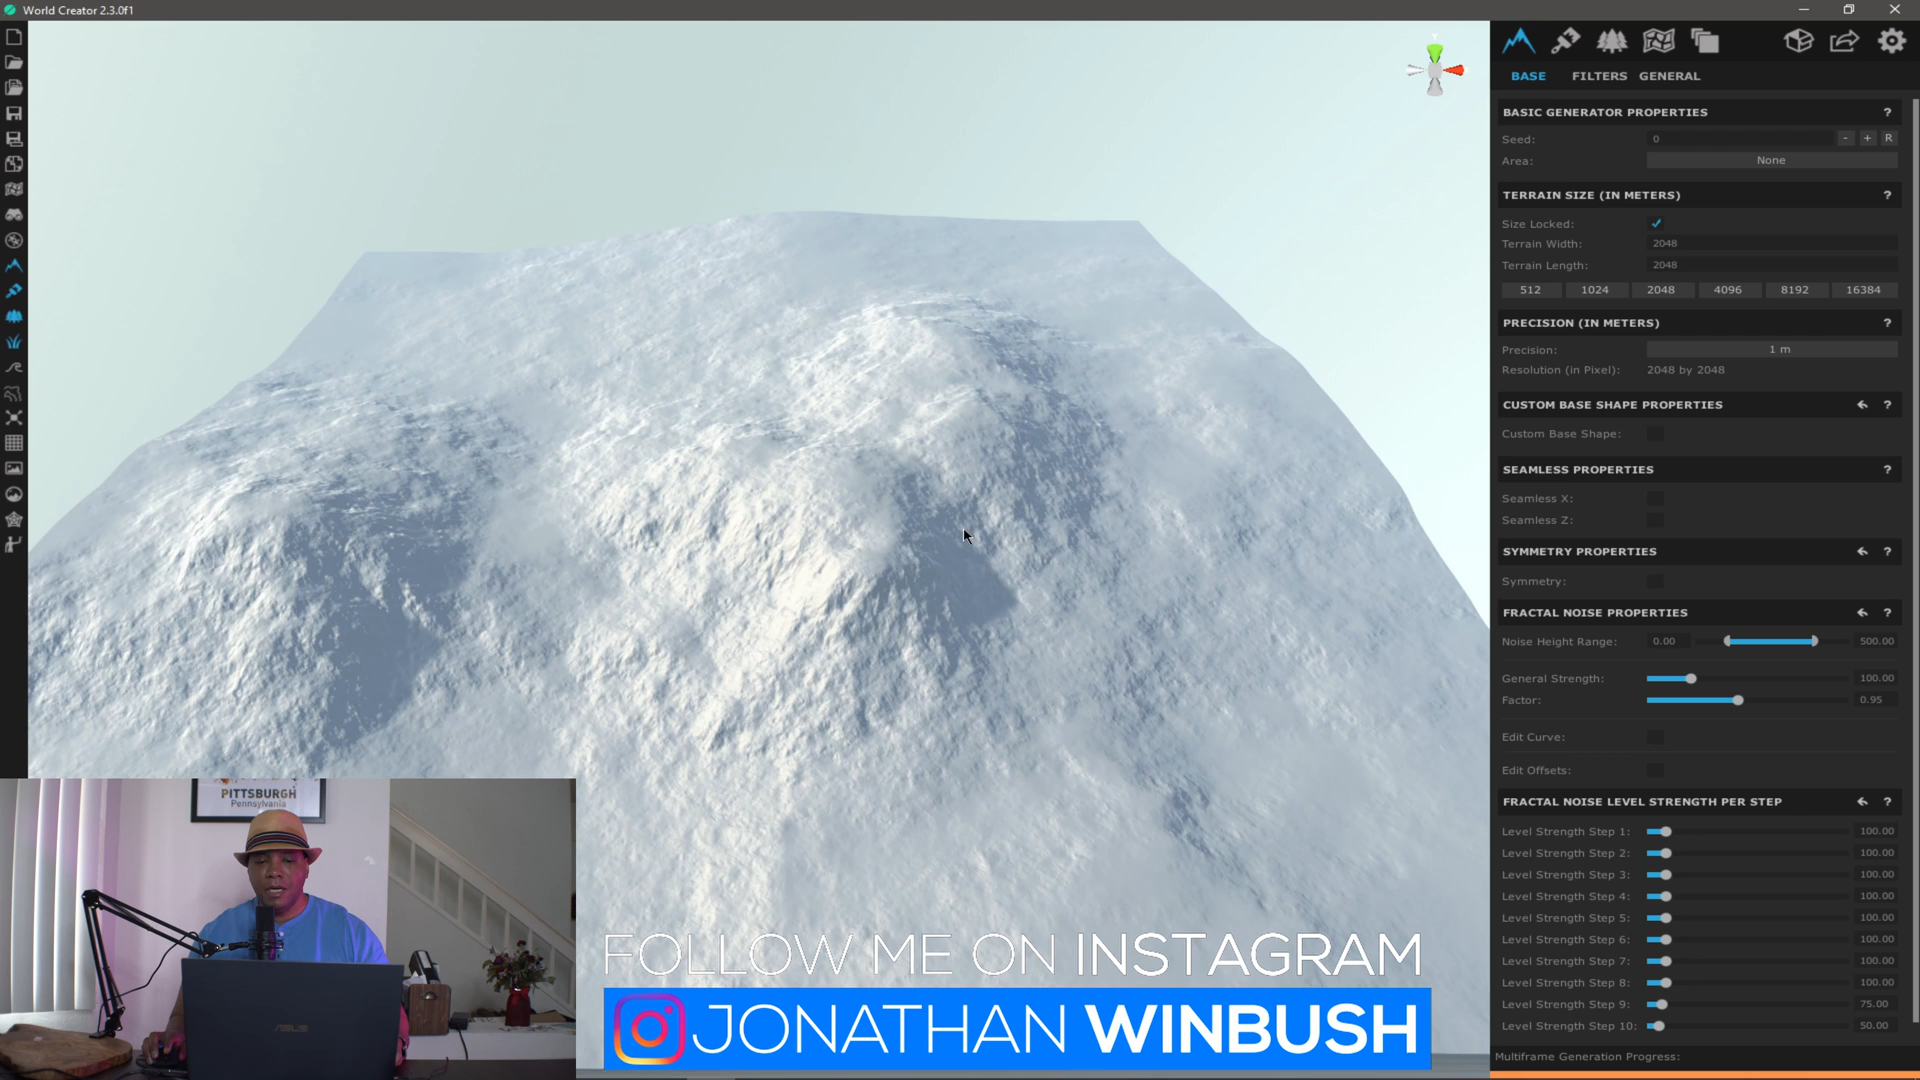 World Creator 2.3.0f1
BASE FILTERS GENERAL
BASIC GENERATOR PROPERTIES ?
Seed: 0 - + R
Area: None
TERRAIN SIZE (IN METERS) ?
Size Locked:
Terrain Width: 2048
Terrain Length: 2048
512 1024 2048 4096 8192 16384
PRECISION (IN METERS) ?
Precision: 1 m
Resolution (in Pixel): 2048 by 2048
CUSTOM BASE SHAPE PROPERTIES ?
Custom Base Shape:
SEAMLESS PROPERTIES ?
Seamless X:
Seamless Z:
SYMMETRY PROPERTIES ?
Symmetry:
FRACTAL NOISE PROPERTIES ?
Noise Height Range: 0.00 500.00
General Strength: 100.00
Factor: 0.95
Edit Curve:
Edit Offsets:
FRACTAL NOISE LEVEL STRENGTH PER STEP ?
Level Strength Step 1: 100.00
Level Strength Step 2: 100.00
Level Strength Step 3: 100.00
Level Strength Step 4: 100.00
Level Strength Step 5: 100.00
Level Strength Step 6: 100.00
Level Strength Step 7: 100.00
Level Strength Step 8: 100.00
Level Strength Step 9: 75.00
Level Strength Step 10: 50.00
Multiframe Generation Progress:
PITTSBURGH
Pennsylvania
ASUS
FOLLOW ME ON INSTAGRAM
JONATHAN WINBUSH